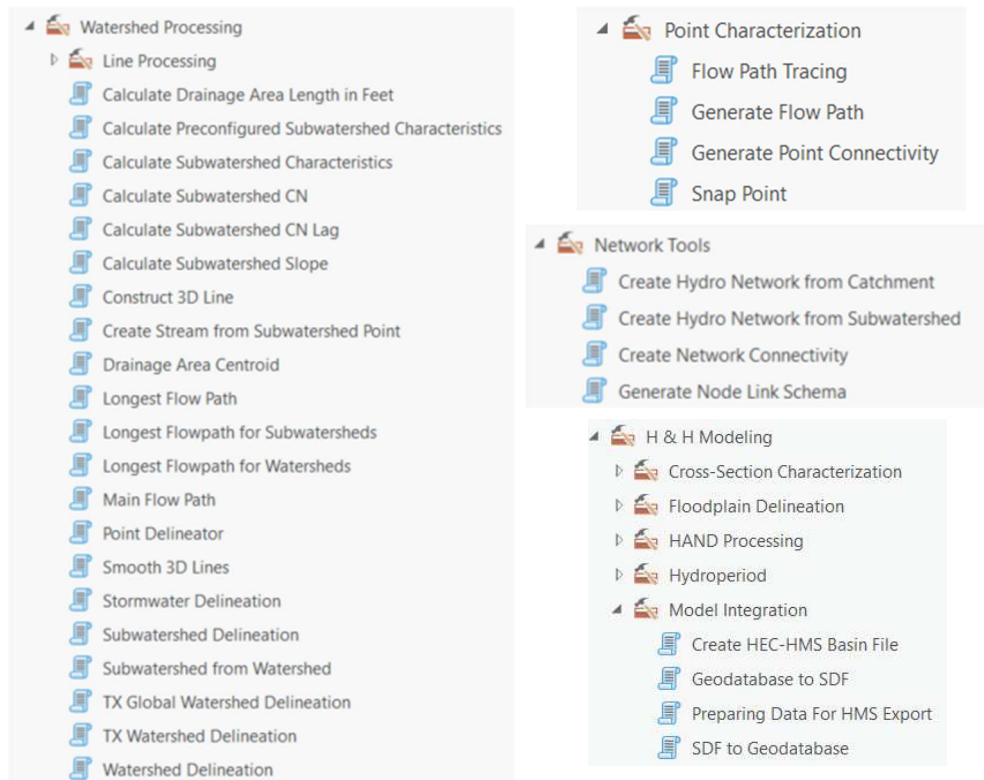 Watershed Processing
Line Processing
Calculate Drainage Area Length in Feet
Calculate Preconfigured Subwatershed Characteristics
Calculate Subwatershed Characteristics
Calculate Subwatershed CN
Calculate Subwatershed CN Lag
Calculate Subwatershed Slope
Construct 3D Line
Create Stream from Subwatershed Point
Drainage Area Centroid
Longest Flow Path
Longest Flowpath for Subwatersheds
Longest Flowpath for Watersheds
Main Flow Path
Point Delineator
Smooth 3D Lines
Stormwater Delineation
Subwatershed Delineation
Subwatershed from Watershed
TX Global Watershed Delineation
TX Watershed Delineation
Watershed Delineation
Point Characterization
Flow Path Tracing
Generate Flow Path
Generate Point Connectivity
Snap Point
Network Tools
Create Hydro Network from Catchment
Create Hydro Network from Subwatershed
Create Network Connectivity
Generate Node Link Schema
H & H Modeling
Cross-Section Characterization
Floodplain Delineation
HAND Processing
Hydroperiod
Model Integration
Create HEC-HMS Basin File
Geodatabase to SDF
Preparing Data For HMS Export
SDF to Geodatabase